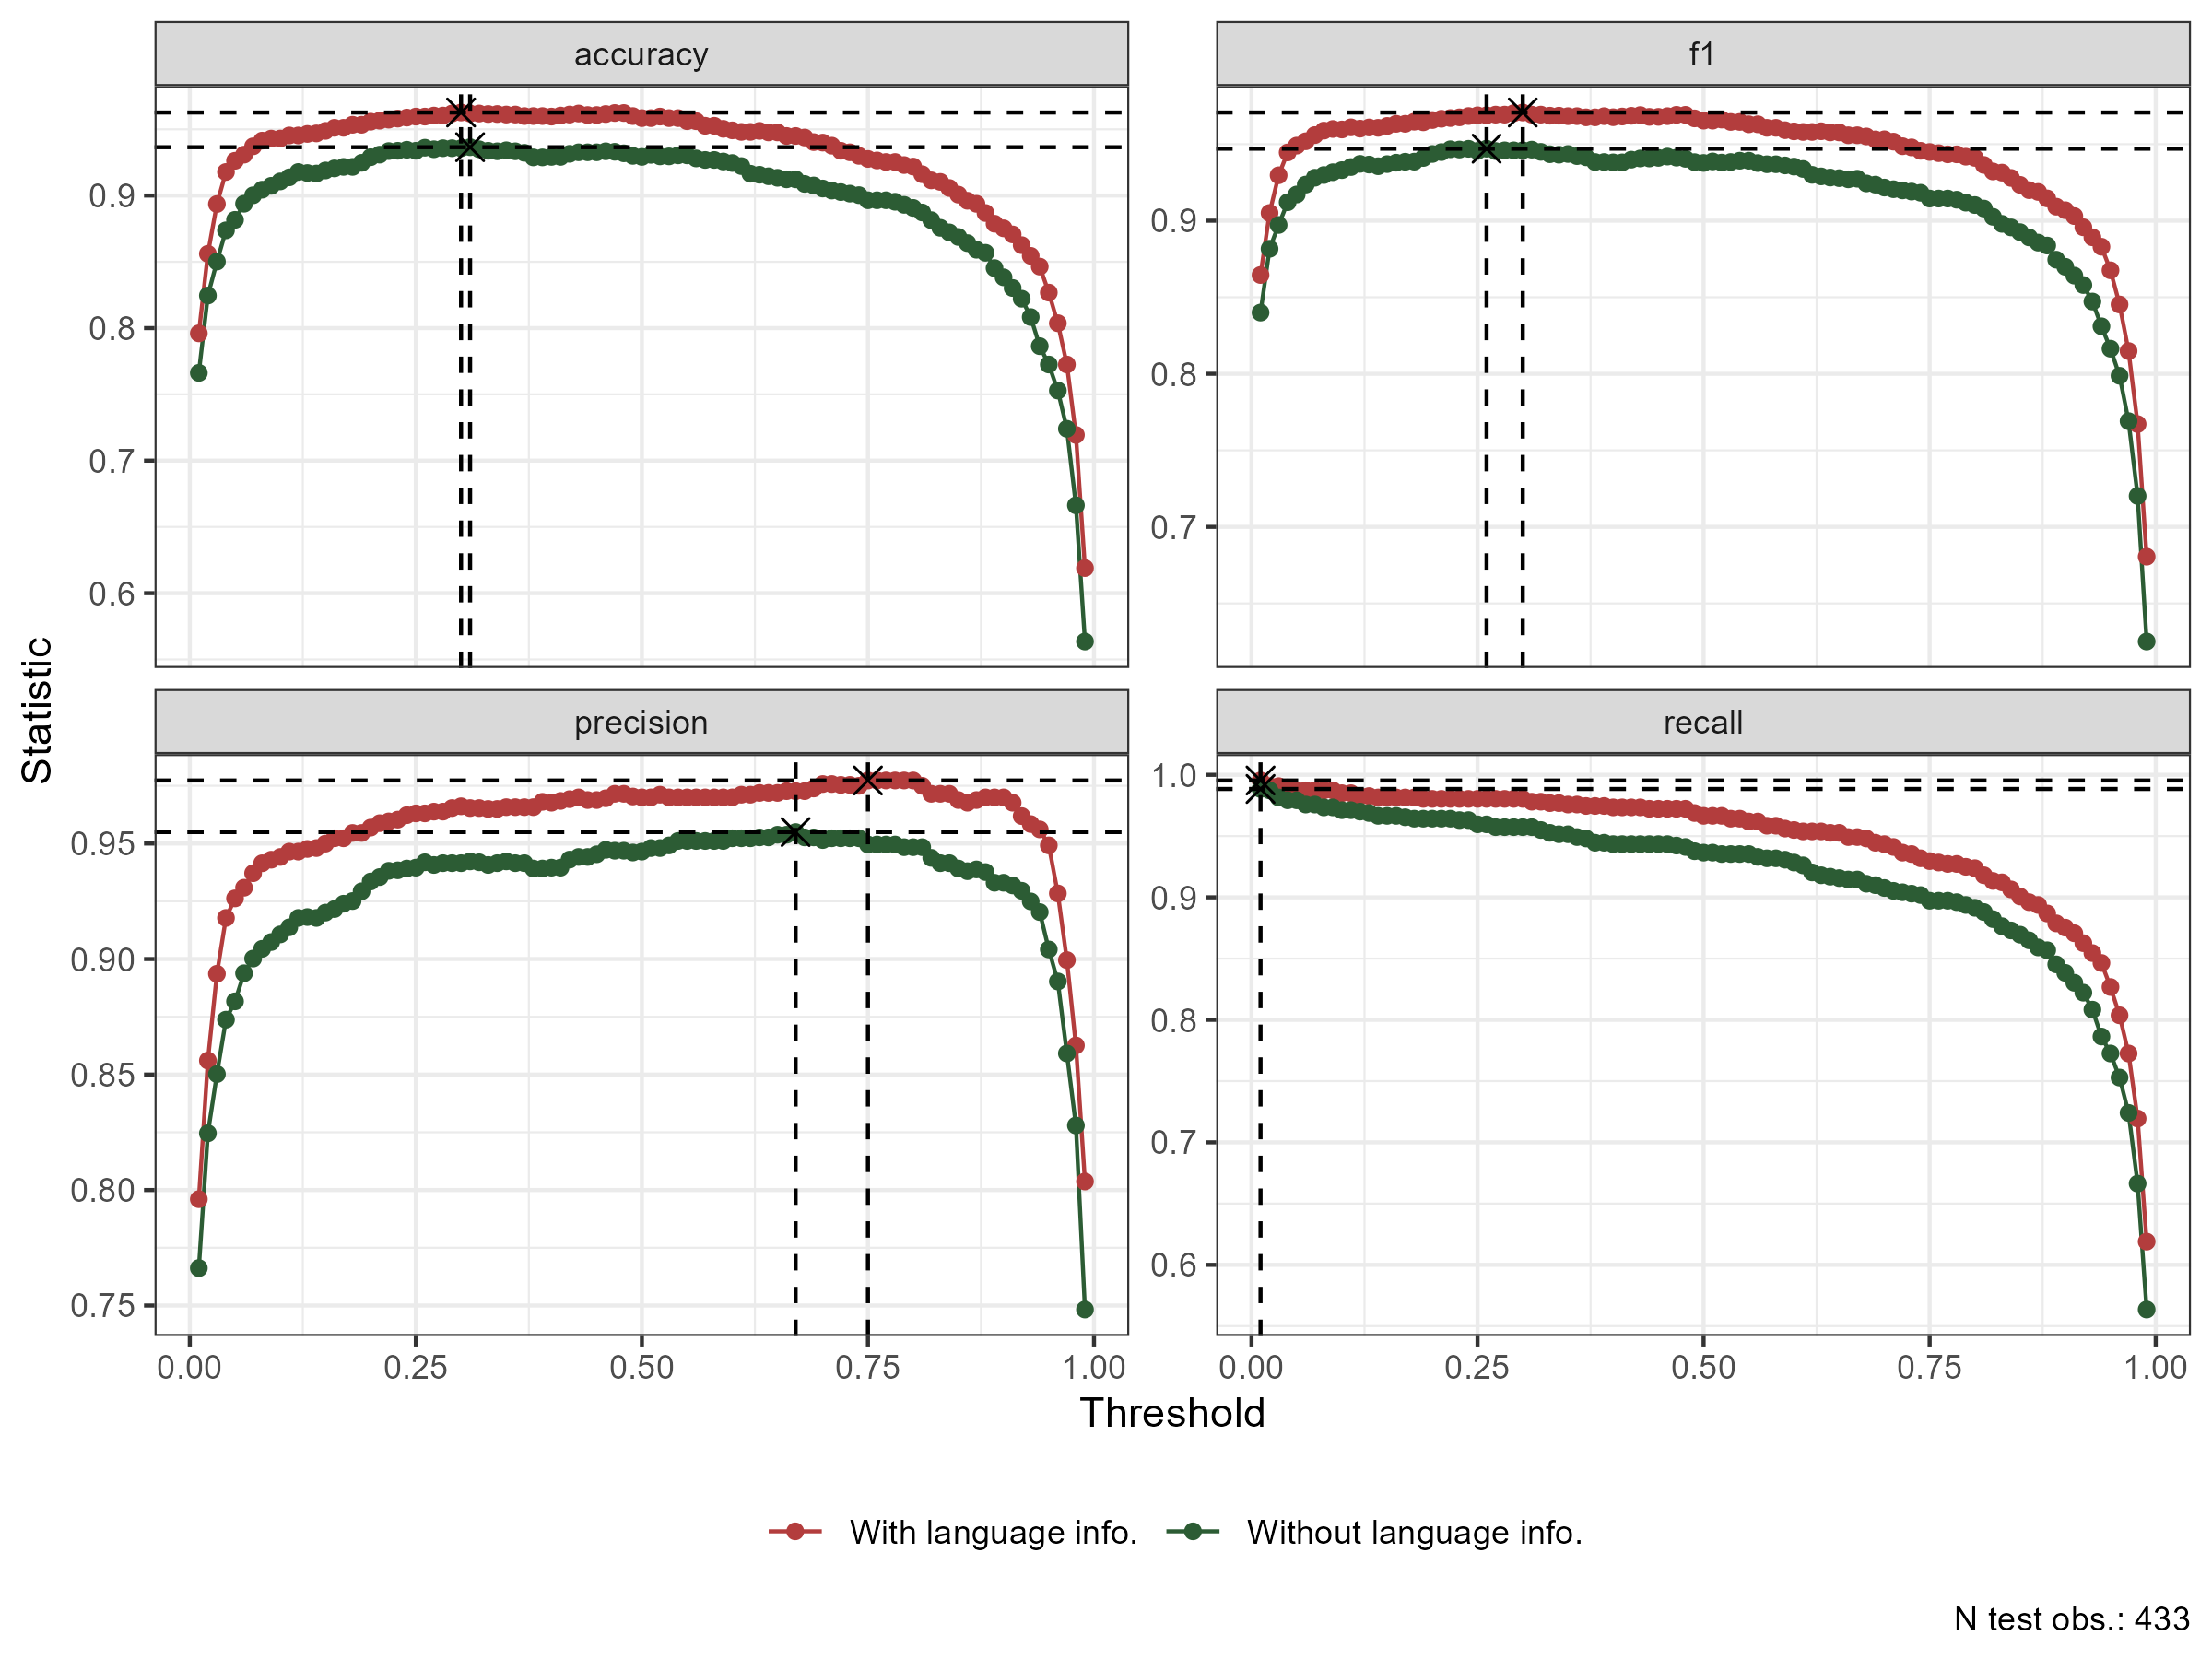 accuracy
f1
0.9
0.8
0.7
0.6
0.9
0.8
0.7
Statistic
precision
recall
0.95
0.90
0.85
0.80
0.75
1.0
0.9
0.8
0.7
0.6
0.00 0.25 0.50 0.75 1.00
0.00 0.25 0.50 0.75 1.00
Threshold
With language info. Without language info.
N test obs.: 433